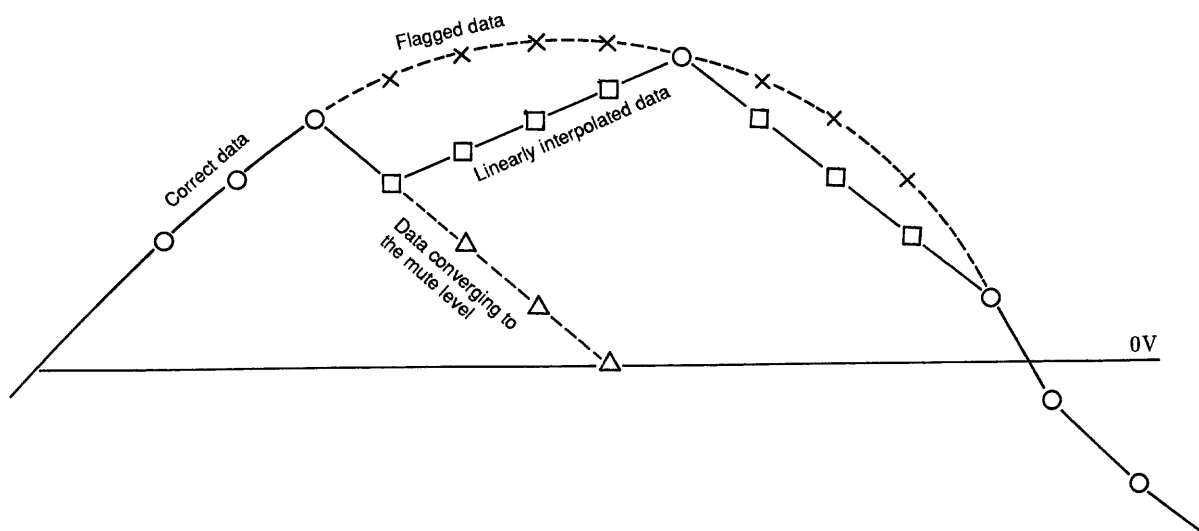 Flagged data
Correct data
Linearly interpolated data
Data converging to
the mute level
0V